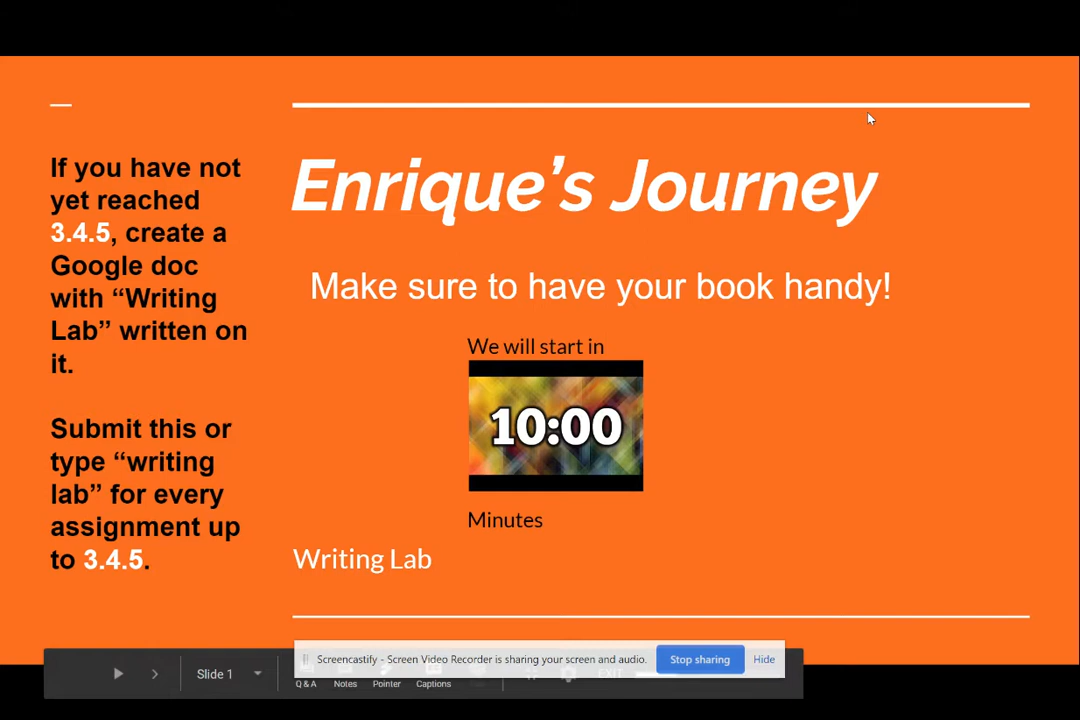 If you have not
yet reached
3.4.5, create a
Google doc
with “Writing
Lab” written on
it.
Submit this or
type “writing
lab” for every
assignment up
to 3.4.5.
Enrique’s Journey
Make sure to have your book handy!
We will start in
10:00
Minutes
Writing Lab
Screencastify - Screen Video Recorder is sharing your screen and audio.
Stop sharing
Hide
Slide 1
Q & A
Notes
Pointer
Captions
EXIT